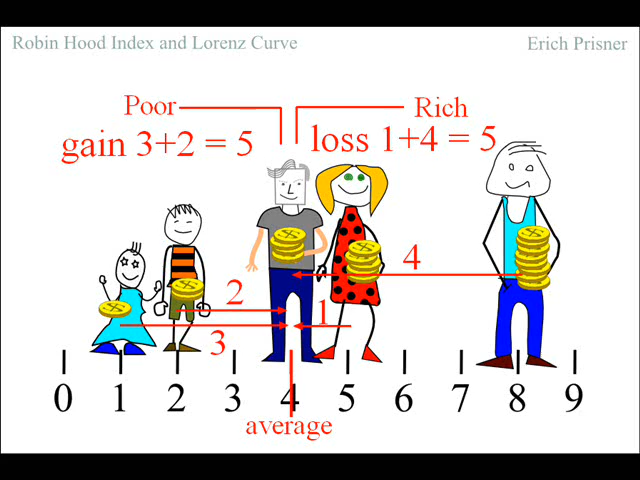 Robin Hood Index and Lorenz Curve
Erich Prisner
Poor
Rich
gain 3+2 = 5
loss 1+4 = 5
4
2
1
3
0 1 2 3 4 5 6 7 8 9
average